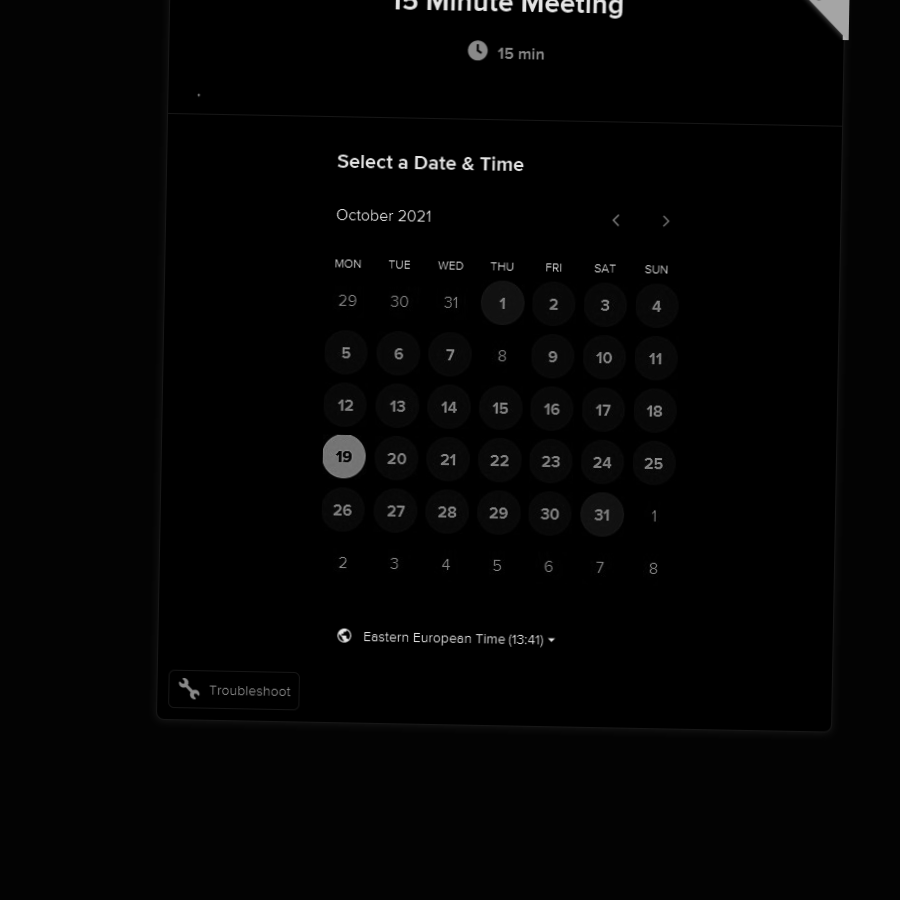 15 Minute Meeting
15 min
Select a Date & Time
October 2021
MON TUE WED THU FRI SAT SUN
29 30 31 1 2 3 4
5 6 7 8 9 10 11
12 13 14 15 16 17 18
19 20 21 22 23 24 25
26 27 28 29 30 31 1
2 3 4 5 6 7 8
Eastern European Time (13:41)
Troubleshoot